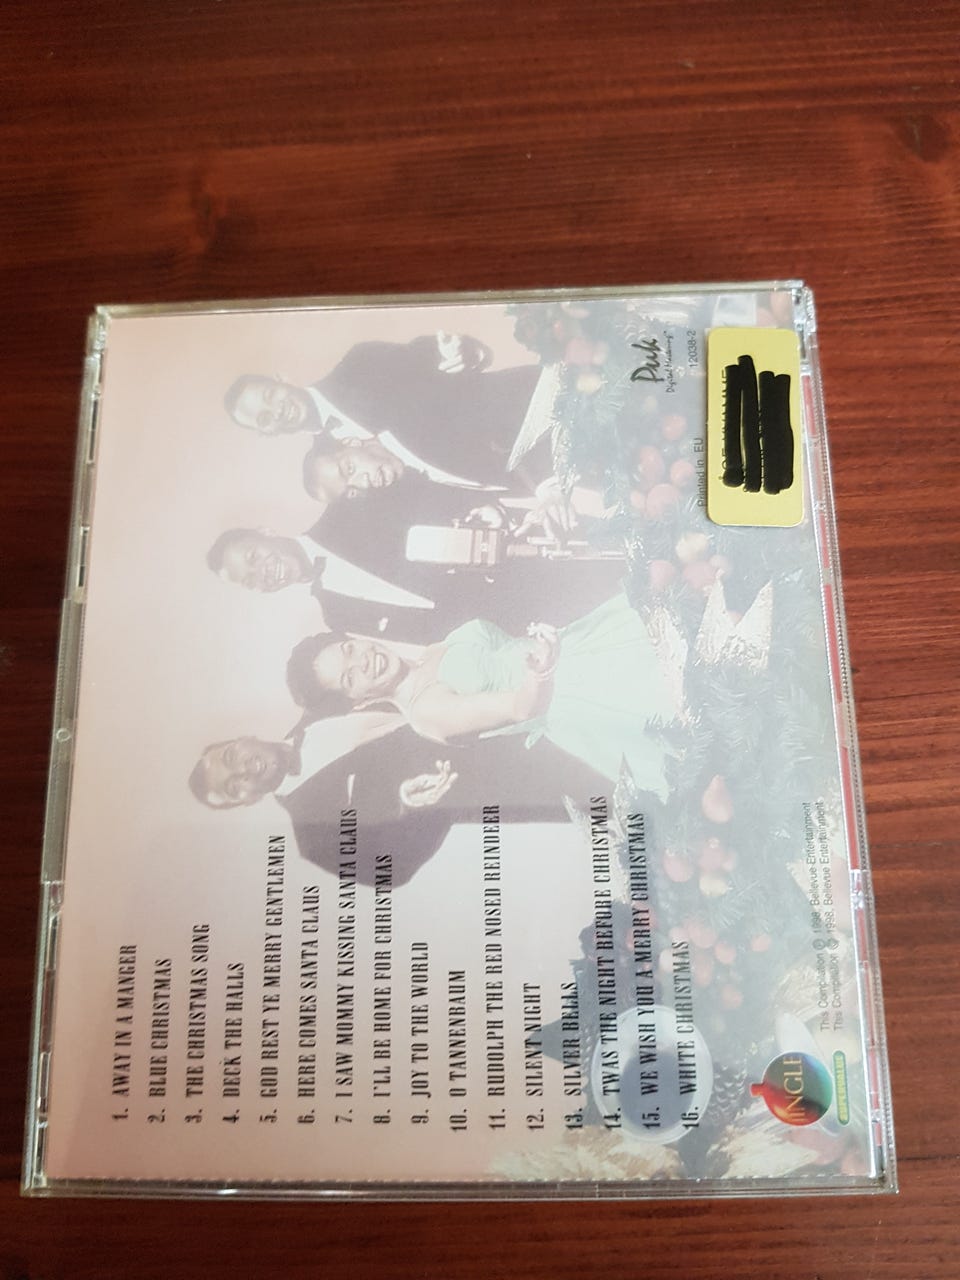 1. AWAY IN A MANGER
2. BLUE CHRISTMAS
3. THE CHRISTMAS SONG
4. DECK THE HALLS
5. GOD REST YE MERRY GENTLEMEN
6. HERE COMES SANTA CLAUS
7. I SAW MOMMY KISSING SANTA CLAUS
8. I'LL BE HOME FOR CHRISTMAS
9. JOY TO THE WORLD
10. O TANNENBAUM
11. RUDOLPH THE RED NOSED REINDEER
12. SILENT NIGHT
13. SILVER BELLS
14. TWAS THE NIGHT BEFORE CHRISTMAS
15. WE WISH YOU A MERRY CHRISTMAS
16. WHITE CHRISTMAS
Puk
Digital Mastering
12038-2
Printed in EU
JINGLE
This Compilation ℗ 1998, Bellevue Entertainment
This Compilation © 1998, Bellevue Entertainment